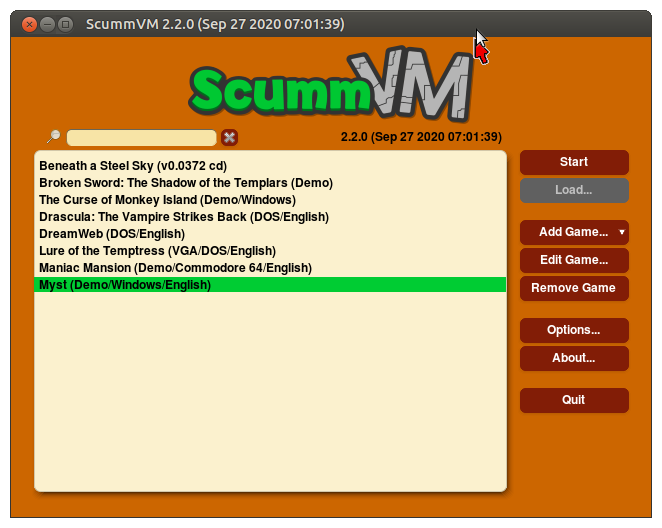 ScummVM 2.2.0 (Sep 27 2020 07:01:39)
ScummVM
2.2.0 (Sep 27 2020 07:01:39)
Beneath a Steel Sky (v0.0372 cd)
Broken Sword: The Shadow of the Templars (Demo)
The Curse of Monkey Island (Demo/Windows)
Drascula: The Vampire Strikes Back (DOS/English)
DreamWeb (DOS/English)
Lure of the Temptress (VGA/DOS/English)
Maniac Mansion (Demo/Commodore 64/English)
Myst (Demo/Windows/English)
Start
Load...
Add Game...
Edit Game...
Remove Game
Options...
About...
Quit